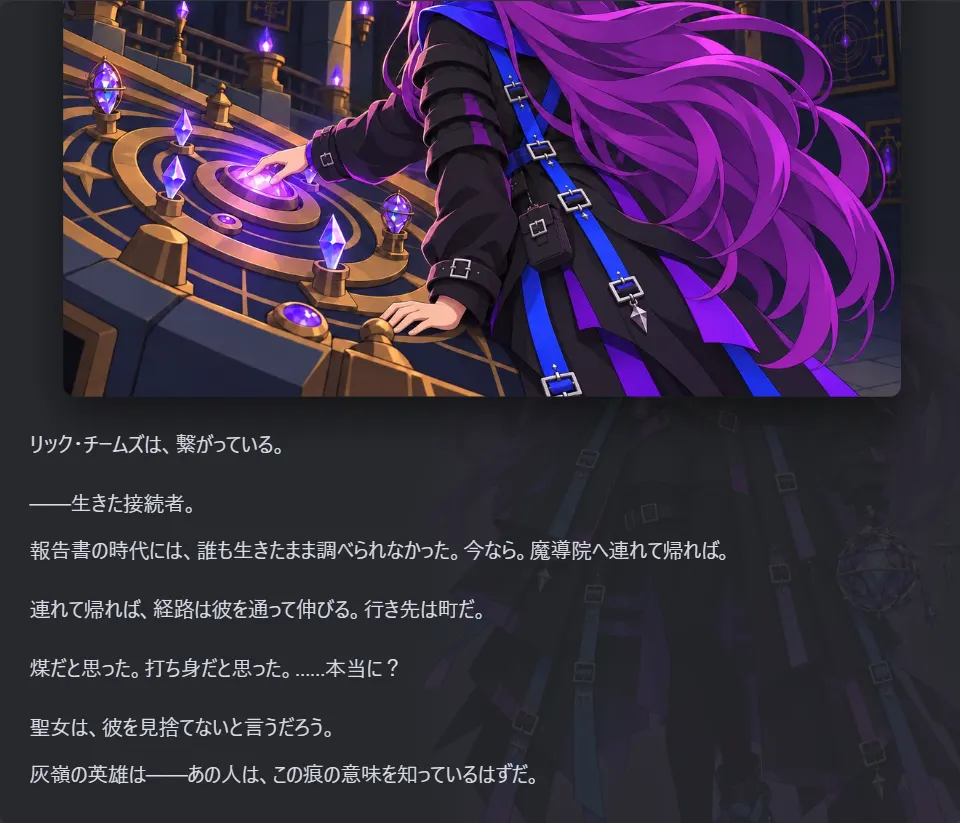 リック・チームズは、繋がっている。
——生きた接続者。
報告書の時代には、誰も生きたまま調べられなかった。今なら。魔導院へ連れて帰れば。
連れて帰れば、経路は彼を通って伸びる。行き先は町だ。
煤だと思った。打ち身だと思った。……本当に？
聖女は、彼を見捨てないと言うだろう。
灰嶺の英雄は——あの人は、この痕の意味を知っているはずだ。